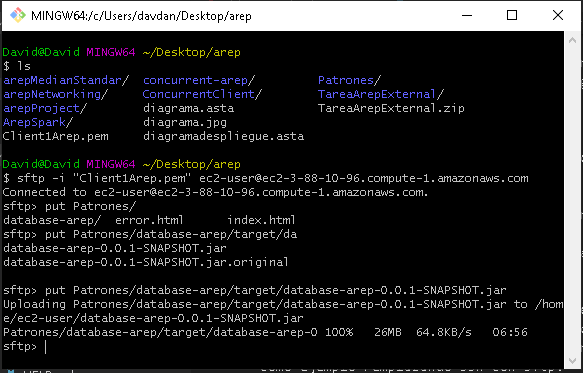 MINGW64:/c/Users/davdan/Desktop/arep
David@David MINGW64 ~/Desktop/arep
$ ls
arepMedianStandar/  concurrent-arep/         Patrones/
arepNetworking/     ConcurrentClient/        TareaArepExternal/
arepProject/        diagrama.asta            TareaArepExternal.zip
ArepSpark/          diagrama.jpg
Client1Arep.pem     diagramadespliegue.asta
David@David MINGW64 ~/Desktop/arep
$ sftp -i "Client1Arep.pem" ec2-user@ec2-3-88-10-96.compute-1.amazonaws.com
Connected to ec2-user@ec2-3-88-10-96.compute-1.amazonaws.com.
sftp> put Patrones/
database-arep/  error.html      index.html
sftp> put Patrones/database-arep/target/da
database-arep-0.0.1-SNAPSHOT.jar
database-arep-0.0.1-SNAPSHOT.jar.original
sftp> put Patrones/database-arep/target/database-arep-0.0.1-SNAPSHOT.jar
Uploading Patrones/database-arep/target/database-arep-0.0.1-SNAPSHOT.jar to /hom
e/ec2-user/database-arep-0.0.1-SNAPSHOT.jar
Patrones/database-arep/target/database-arep-0 100%   26MB  64.8KB/s   06:56
sftp>